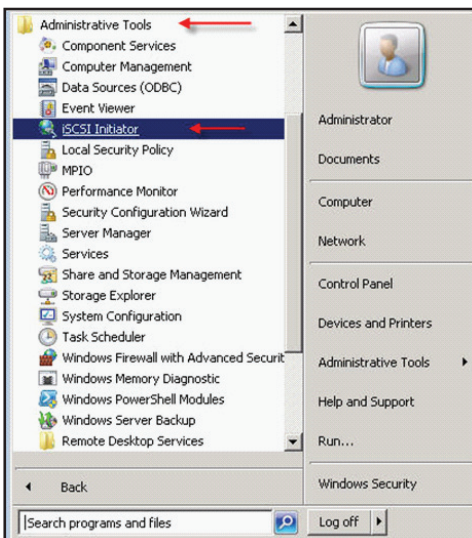 Administrative Tools
Component Services
Computer Management
Data Sources (ODBC)
Event Viewer
iSCSI Initiator
Local Security Policy
MPIO
Performance Monitor
Security Configuration Wizard
Server Manager
Services
Share and Storage Management
Storage Explorer
System Configuration
Task Scheduler
Windows Firewall with Advanced Securit
Windows Memory Diagnostic
Windows PowerShell Modules
Windows Server Backup
Remote Desktop Services
Back
Search programs and files
Administrator
Documents
Computer
Network
Control Panel
Devices and Printers
Administrative Tools
Help and Support
Run...
Windows Security
Log off